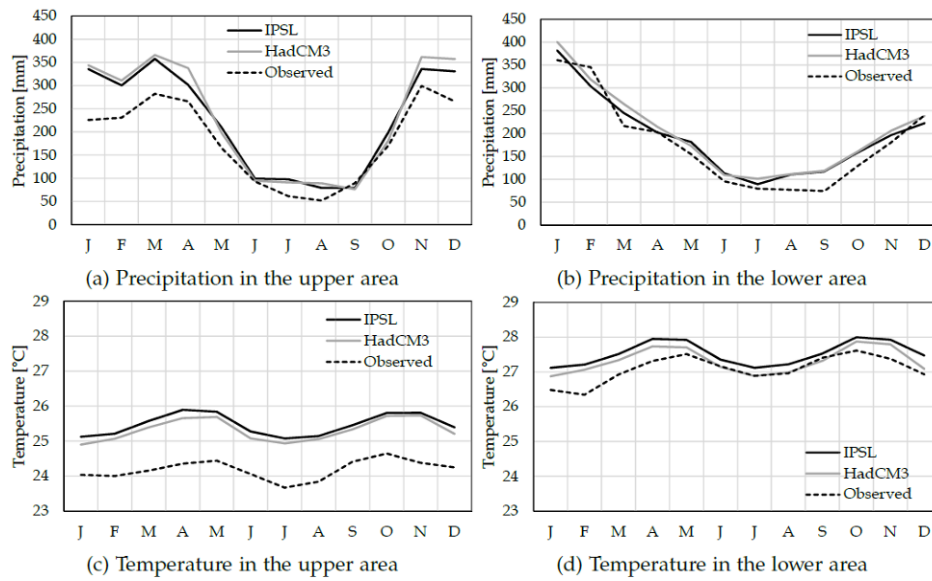 450
400
350
300
250
200
150
100
50
0
Precipitation [mm]
IPSL
HadCM3
Observed
J F M A M J J A S O N D
(a) Precipitation in the upper area
450
400
350
300
250
200
150
100
50
0
Precipitation [mm]
IPSL
HadCM3
Observed
J F M A M J J A S O N D
(b) Precipitation in the lower area
29
28
27
26
25
24
23
Temperature [°C]
IPSL
HadCM3
Observed
J F M A M J J A S O N D
(c) Temperature in the upper area
29
28
27
26
25
24
23
Temperature [°C]
IPSL
HadCM3
Observed
J F M A M J J A S O N D
(d) Temperature in the lower area